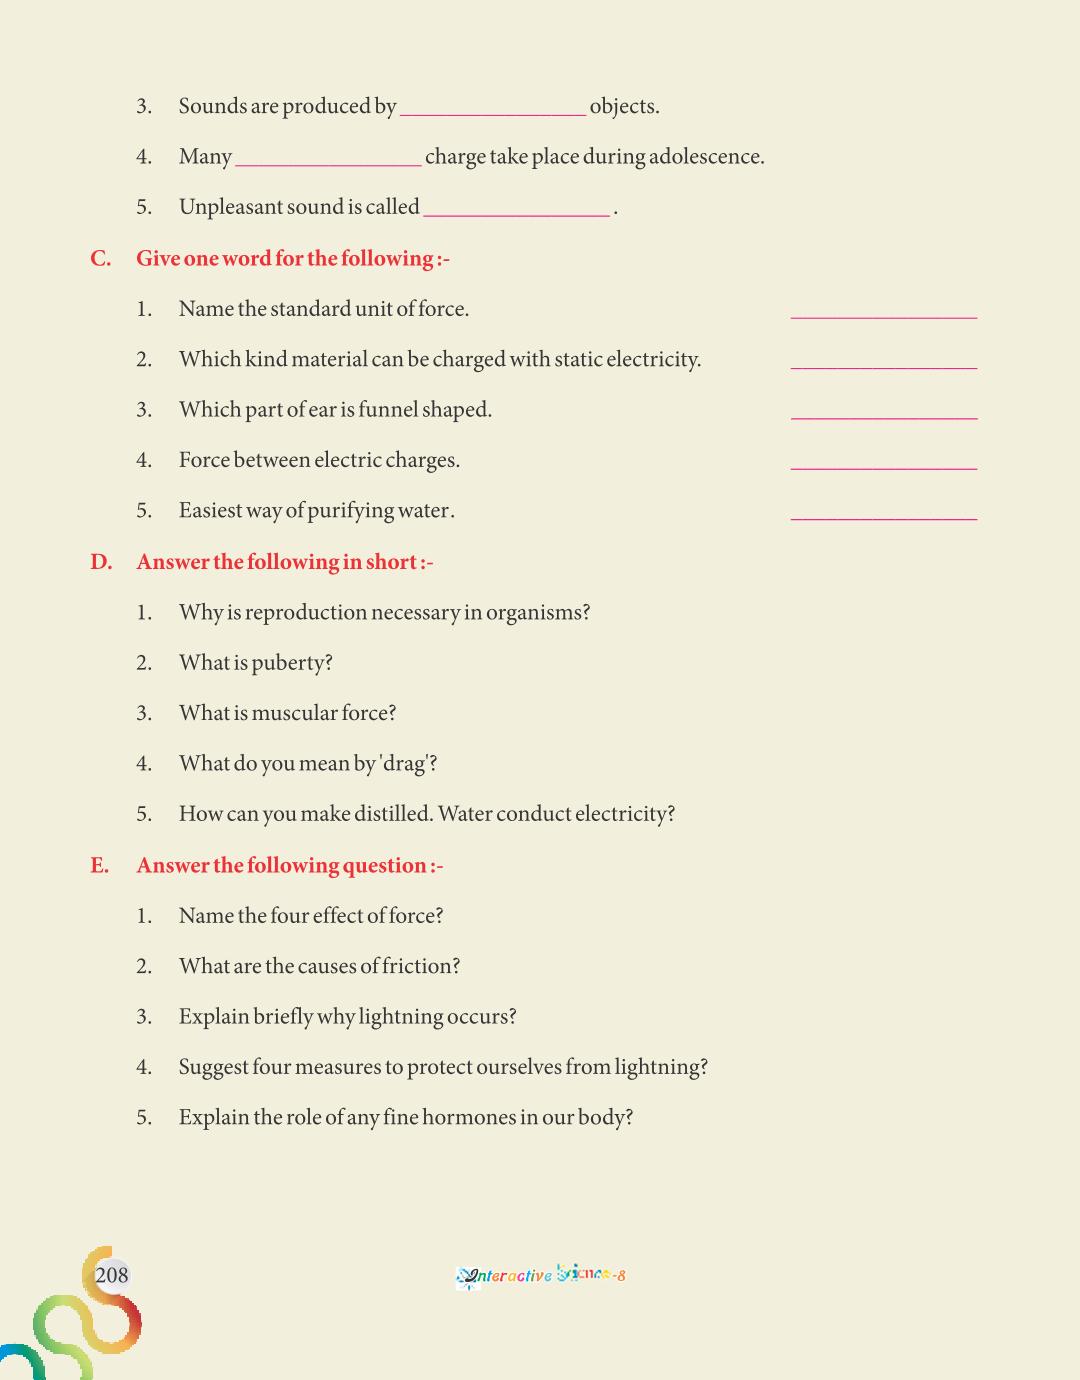 3. Sounds are produced by ________________ objects.
4. Many ________________ charge take place during adolescence.
5. Unpleasant sound is called ________________ .
C. Give one word for the following :-
1. Name the standard unit of force. ________________
2. Which kind material can be charged with static electricity. ________________
3. Which part of ear is funnel shaped. ________________
4. Force between electric charges. ________________
5. Easiest way of purifying water. ________________
D. Answer the following in short :-
1. Why is reproduction necessary in organisms?
2. What is puberty?
3. What is muscular force?
4. What do you mean by 'drag'?
5. How can you make distilled. Water conduct electricity?
E. Answer the following question :-
1. Name the four effect of force?
2. What are the causes of friction?
3. Explain briefly why lightning occurs?
4. Suggest four measures to protect ourselves from lightning?
5. Explain the role of any fine hormones in our body?
208
Interactive Science-8